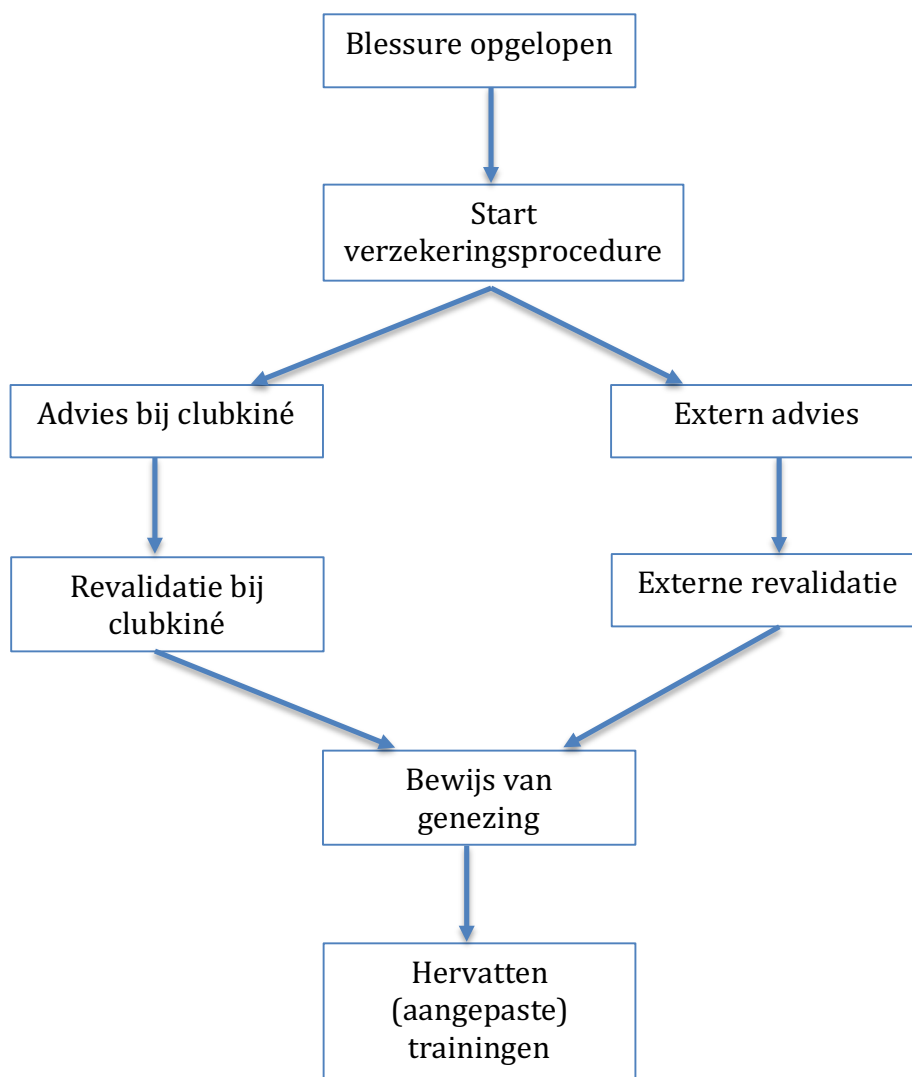 Blessure opgelopen
Start
verzekeringsprocedure
Advies bij clubkiné
Extern advies
Revalidatie bij
clubkiné
Externe revalidatie
Bewijs van
genezing
Hervatten
(aangepaste)
trainingen